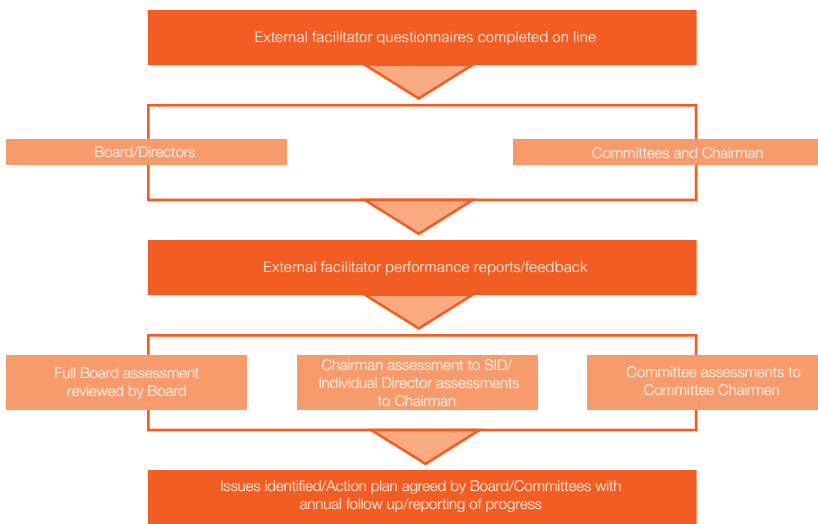 External facilitator questionnaires completed on line
Board/Directors
Committees and Chairman
External facilitator performance reports/feedback
Full Board assessment
reviewed by Board
Chairman assessment to SID/
Individual Director assessments
to Chairman
Committee assessments to
Committee Chairmen
Issues identified/Action plan agreed by Board/Committees with
annual follow up/reporting of progress